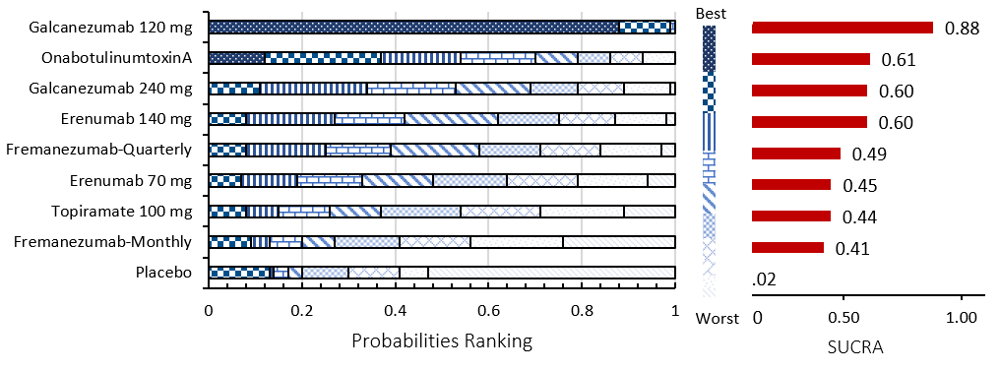 Galcanezumab 120 mg
OnabotulinumtoxinA
Galcanezumab 240 mg
Erenumab 140 mg
Fremanezumab-Quarterly
Erenumab 70 mg
Topiramate 100 mg
Fremanezumab-Monthly
Placebo
0 0.2 0.4 0.6 0.8 1
Probabilities Ranking
Best
Worst
0.88
0.61
0.60
0.60
0.49
0.45
0.44
0.41
.02
0 0.50 1.00
SUCRA